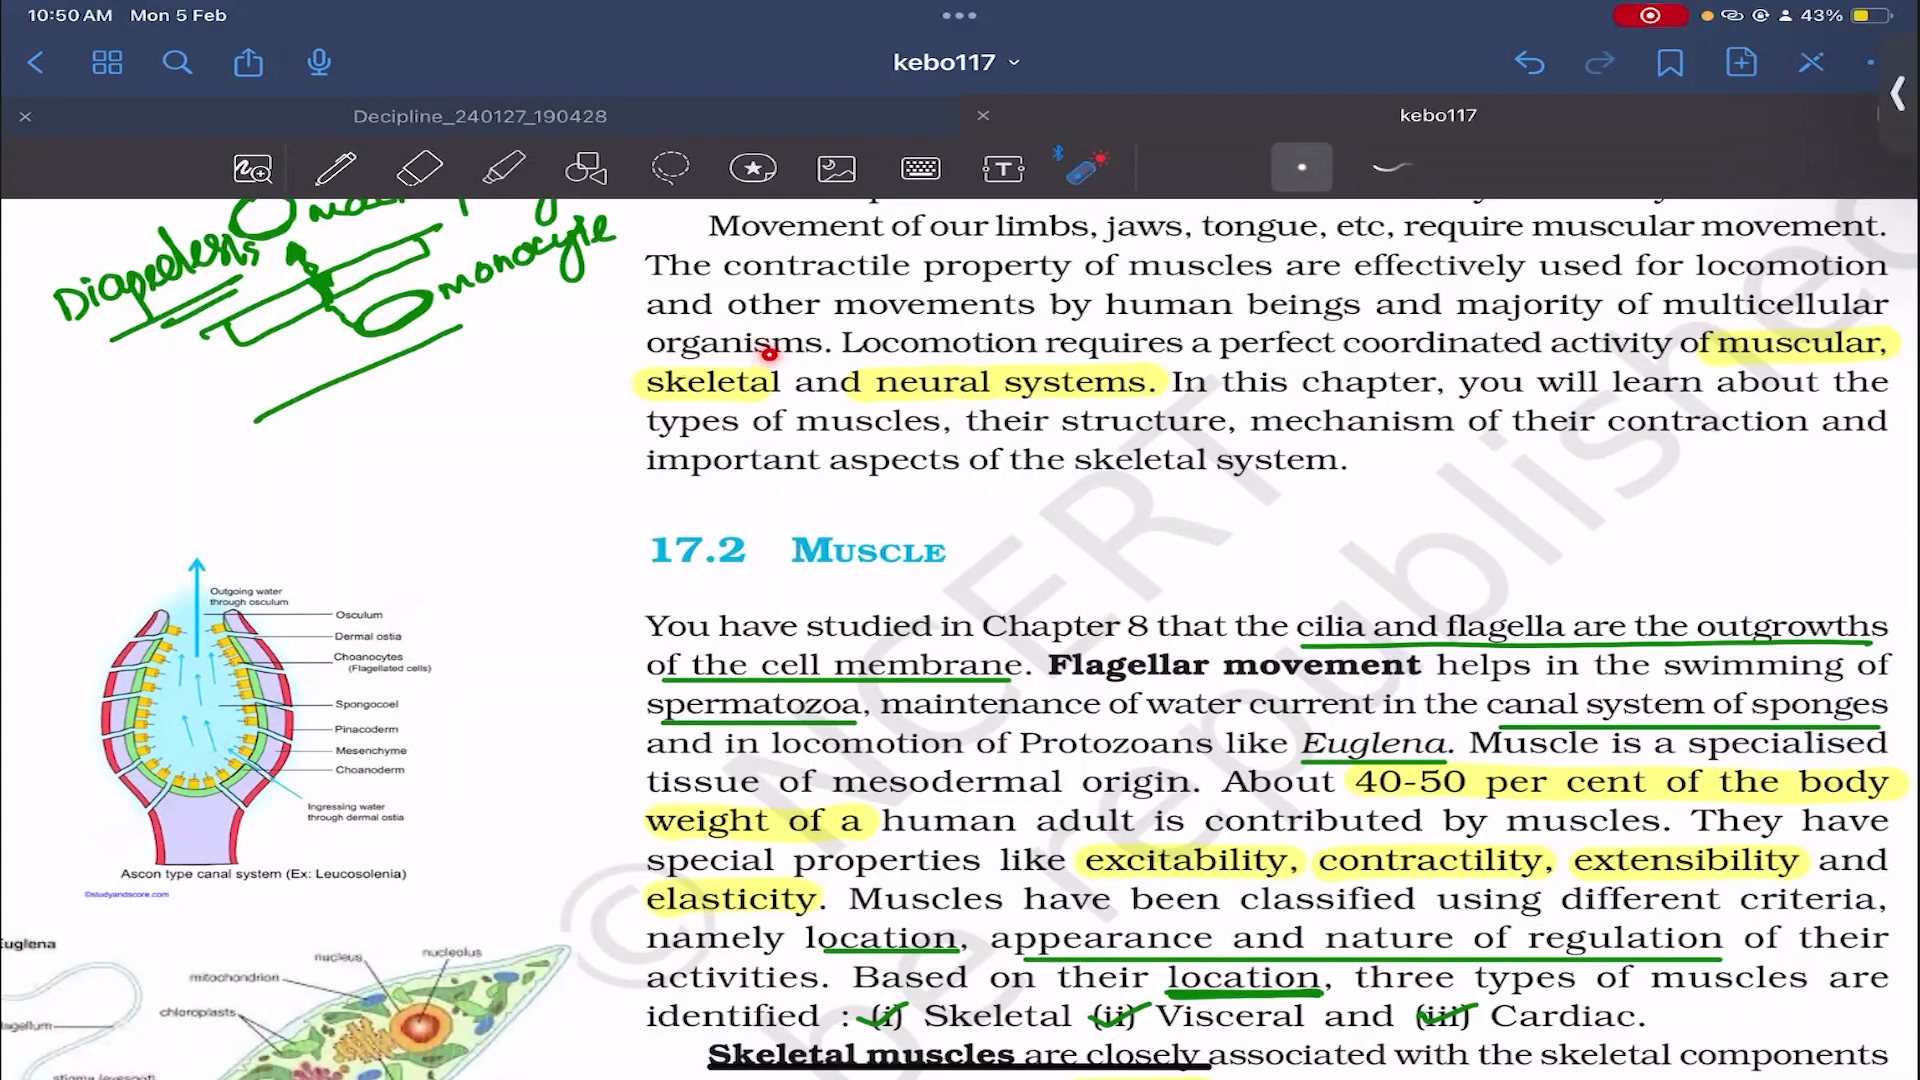 10:50 AM Mon 5 Feb
43%
kebo117
Decipline_240127_190428
kebo117
T
Diapedesis
monocyte
Movement of our limbs, jaws, tongue, etc, require muscular movement.
The contractile property of muscles are effectively used for locomotion
and other movements by human beings and majority of multicellular
organisms. Locomotion requires a perfect coordinated activity of muscular,
skeletal and neural systems. In this chapter, you will learn about the
types of muscles, their structure, mechanism of their contraction and
important aspects of the skeletal system.
17.2 MUSCLE
You have studied in Chapter 8 that the cilia and flagella are the outgrowths
of the cell membrane. Flagellar movement helps in the swimming of
spermatozoa, maintenance of water current in the canal system of sponges
and in locomotion of Protozoans like Euglena. Muscle is a specialised
tissue of mesodermal origin. About 40-50 per cent of the body
weight of a human adult is contributed by muscles. They have
special properties like excitability, contractility, extensibility and
elasticity. Muscles have been classified using different criteria,
namely location, appearance and nature of regulation of their
activities. Based on their location, three types of muscles are
identified : (i) Skeletal (ii) Visceral and (iii) Cardiac.
Skeletal muscles are closely associated with the skeletal components
Outgoing water
through osculum
Osculum
Dermal ostia
Choanocytes
(Flagellated cells)
Spongocoel
Pinacoderm
Mesenchyme
Choanoderm
Ingressing water
through dermal ostia
Ascon type canal system (Ex: Leucosolenia)
©studyandscore.com
Euglena
nucleus
nucleolus
mitochondrion
chloroplasts
flagellum
stigma (eyespot)
© NCERT
be republished